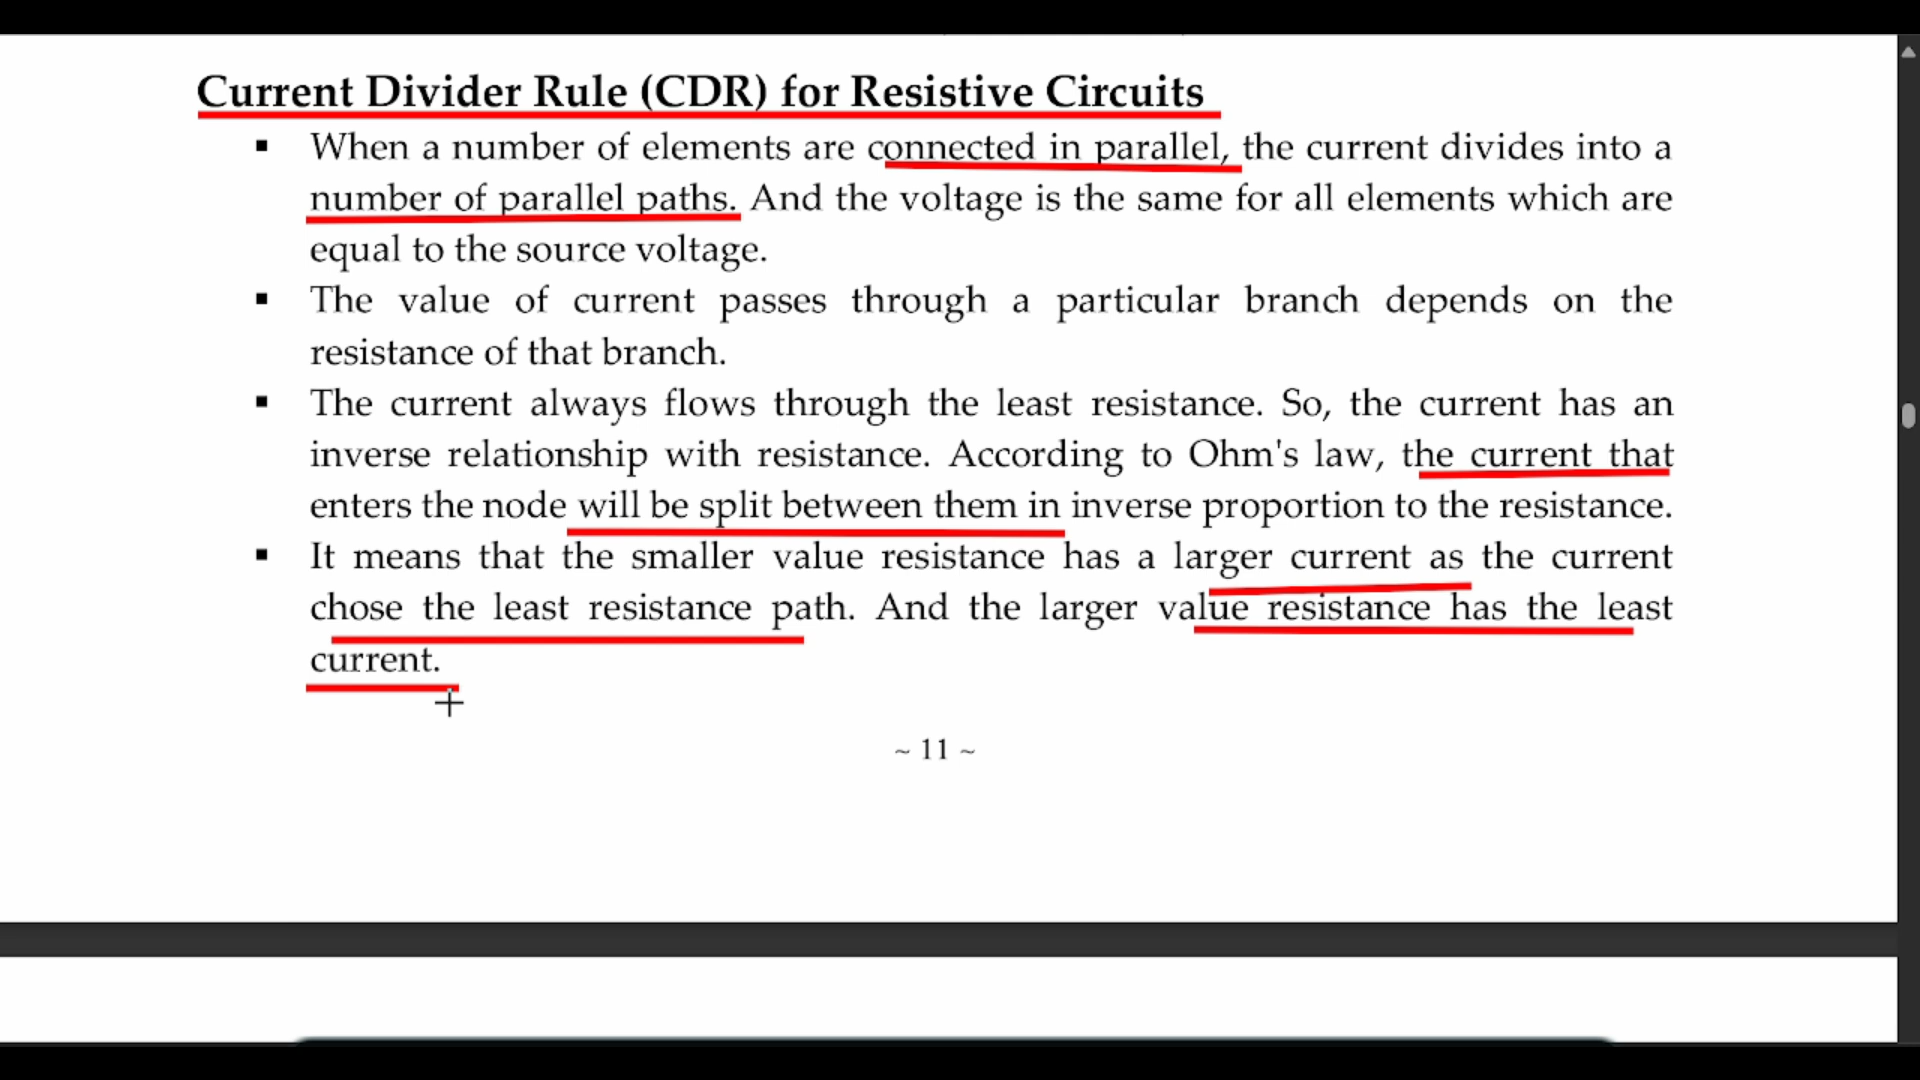 Current Divider Rule (CDR) for Resistive Circuits
▪ When a number of elements are connected in parallel, the current divides into a
number of parallel paths. And the voltage is the same for all elements which are
equal to the source voltage.
▪ The value of current passes through a particular branch depends on the
resistance of that branch.
▪ The current always flows through the least resistance. So, the current has an
inverse relationship with resistance. According to Ohm's law, the current that
enters the node will be split between them in inverse proportion to the resistance.
▪ It means that the smaller value resistance has a larger current as the current
chose the least resistance path. And the larger value resistance has the least
current.
~ 11 ~